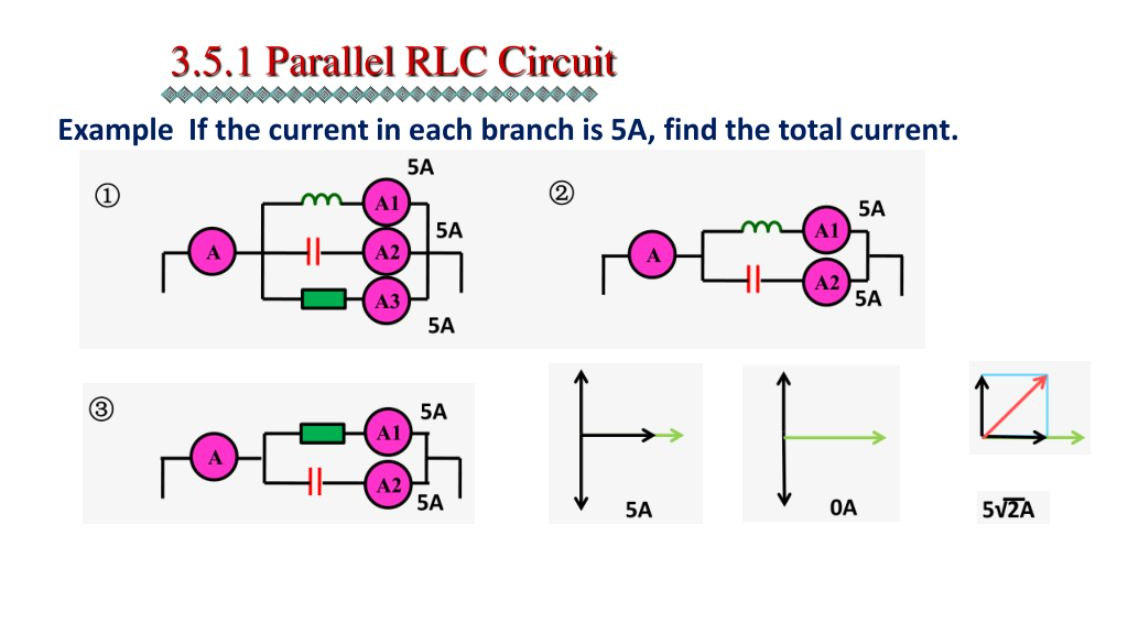 3.5.1 Parallel RLC Circuit
Example If the current in each branch is 5A, find the total current.
①
5A
A1
5A
A
A2
A3
5A
②
5A
A1
A
A2
5A
③
5A
A1
A
A2
5A
5A
0A
5√2A